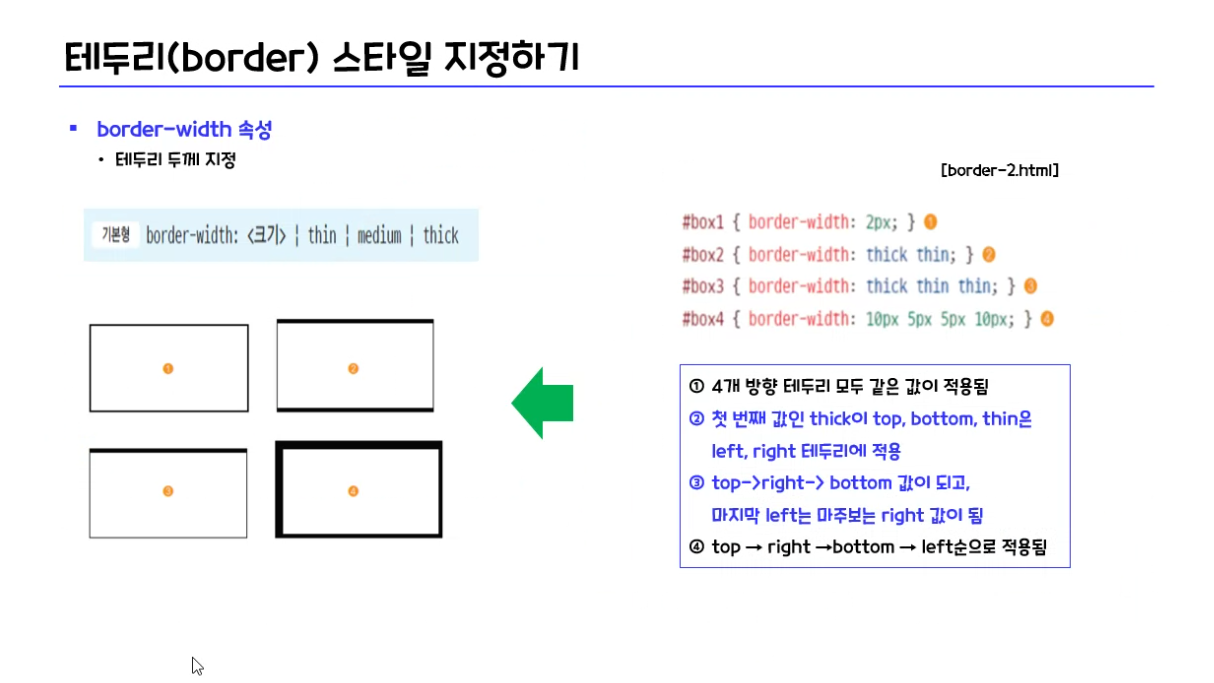 테두리(border) 스타일 지정하기
▪ border-width 속성
• 테두리 두께 지정
기본형 border-width: <크기> | thin | medium | thick
①
②
③
④
[border-2.html]
#box1 { border-width: 2px; } ①
#box2 { border-width: thick thin; } ②
#box3 { border-width: thick thin thin; } ③
#box4 { border-width: 10px 5px 5px 10px; } ④
① 4개 방향 테두리 모두 같은 값이 적용됨
② 첫 번째 값인 thick이 top, bottom, thin은
left, right 테두리에 적용
③ top->right-> bottom 값이 되고,
마지막 left는 마주보는 right 값이 됨
④ top → right →bottom → left순으로 적용됨